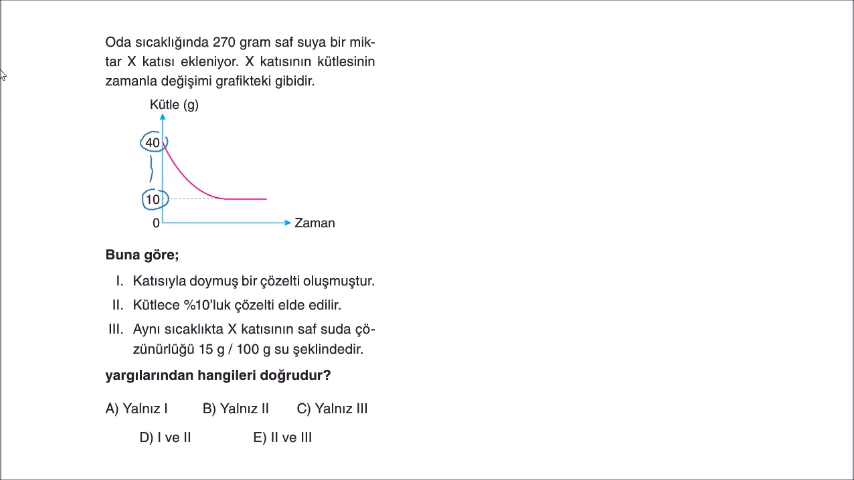 Oda sıcaklığında 270 gram saf suya bir mik-
tar X katısı ekleniyor. X katısının kütlesinin
zamanla değişimi grafikteki gibidir.
Kütle (g)
40
10
0
Zaman
Buna göre;
I. Katısıyla doymuş bir çözelti oluşmuştur.
II. Kütlece %10'luk çözelti elde edilir.
III. Aynı sıcaklıkta X katısının saf suda çö-
zünürlüğü 15 g / 100 g su şeklindedir.
yargılarından hangileri doğrudur?
A) Yalnız I B) Yalnız II C) Yalnız III
D) I ve II E) II ve III